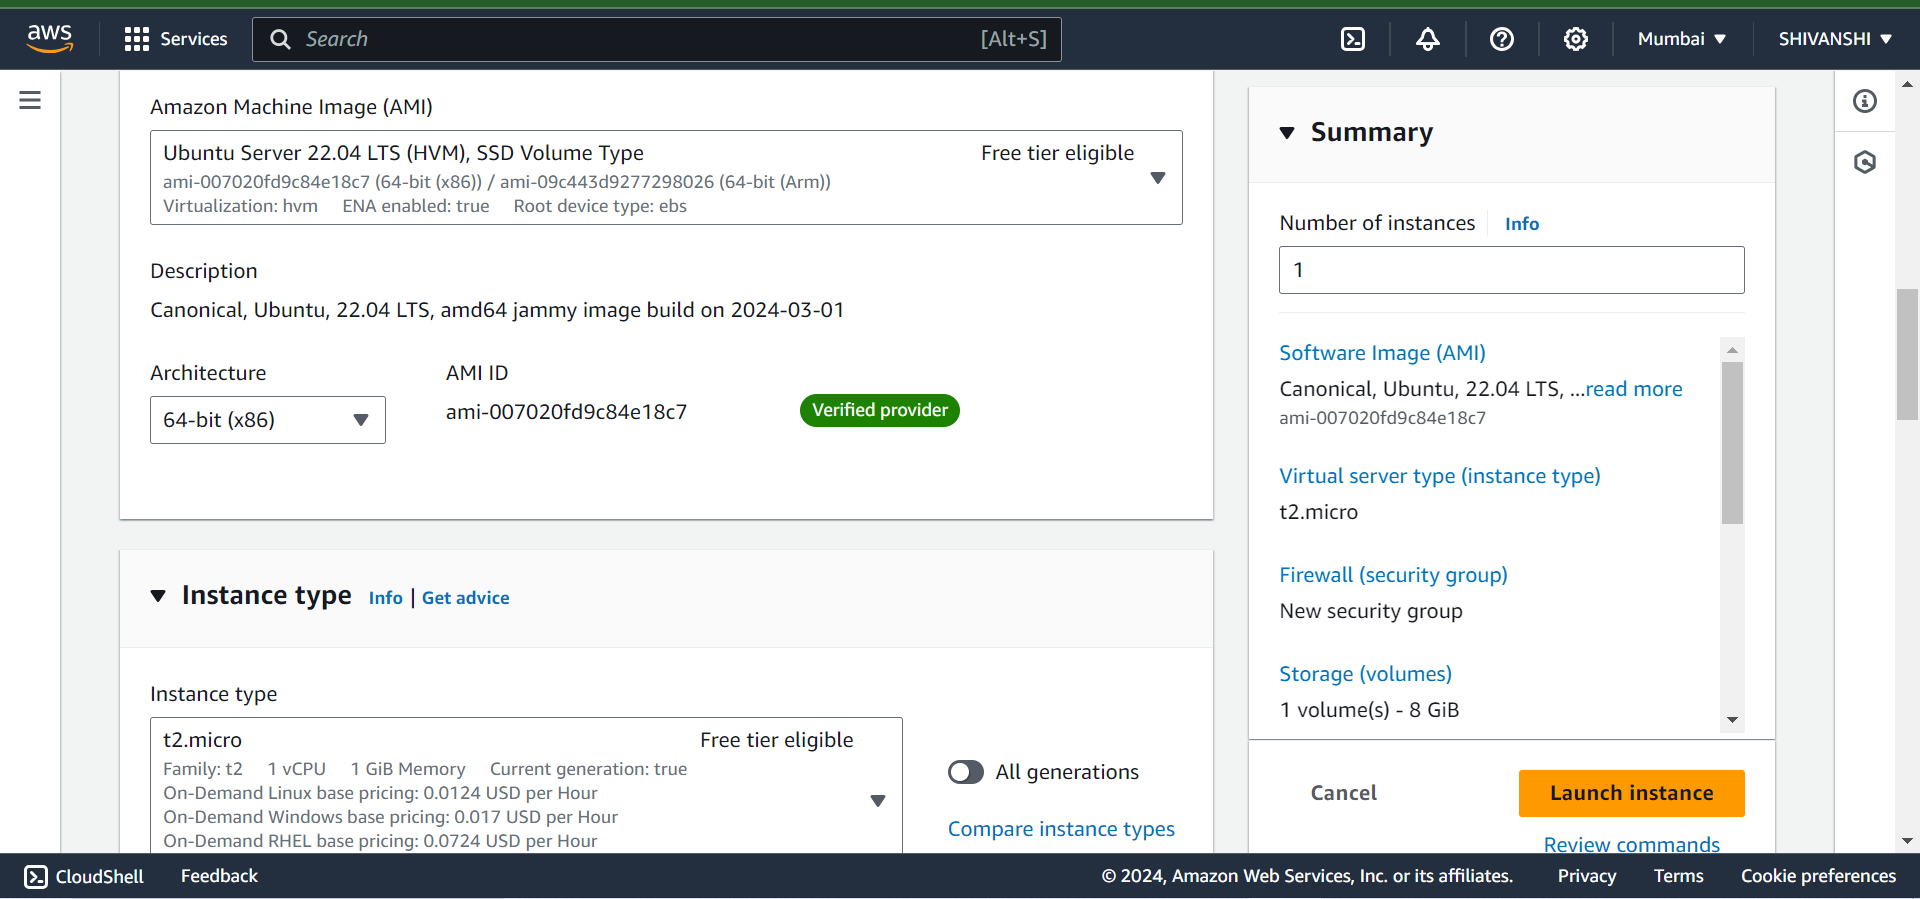 aws
Services
Search
[Alt+S]
Mumbai
SHIVANSHI
Amazon Machine Image (AMI)
Ubuntu Server 22.04 LTS (HVM), SSD Volume Type
Free tier eligible
ami-007020fd9c84e18c7 (64-bit (x86)) / ami-09c443d9277298026 (64-bit (Arm))
Virtualization: hvm ENA enabled: true Root device type: ebs
Description
Canonical, Ubuntu, 22.04 LTS, amd64 jammy image build on 2024-03-01
Architecture
64-bit (x86)
AMI ID
ami-007020fd9c84e18c7
Verified provider
Instance type
Info | Get advice
Instance type
t2.micro
Free tier eligible
Family: t2 1 vCPU 1 GiB Memory Current generation: true
On-Demand Linux base pricing: 0.0124 USD per Hour
On-Demand Windows base pricing: 0.017 USD per Hour
On-Demand RHEL base pricing: 0.0724 USD per Hour
All generations
Compare instance types
Summary
Number of instances
Info
1
Software Image (AMI)
Canonical, Ubuntu, 22.04 LTS, ...read more
ami-007020fd9c84e18c7
Virtual server type (instance type)
t2.micro
Firewall (security group)
New security group
Storage (volumes)
1 volume(s) - 8 GiB
Cancel
Launch instance
Review commands
CloudShell
Feedback
© 2024, Amazon Web Services, Inc. or its affiliates.
Privacy
Terms
Cookie preferences